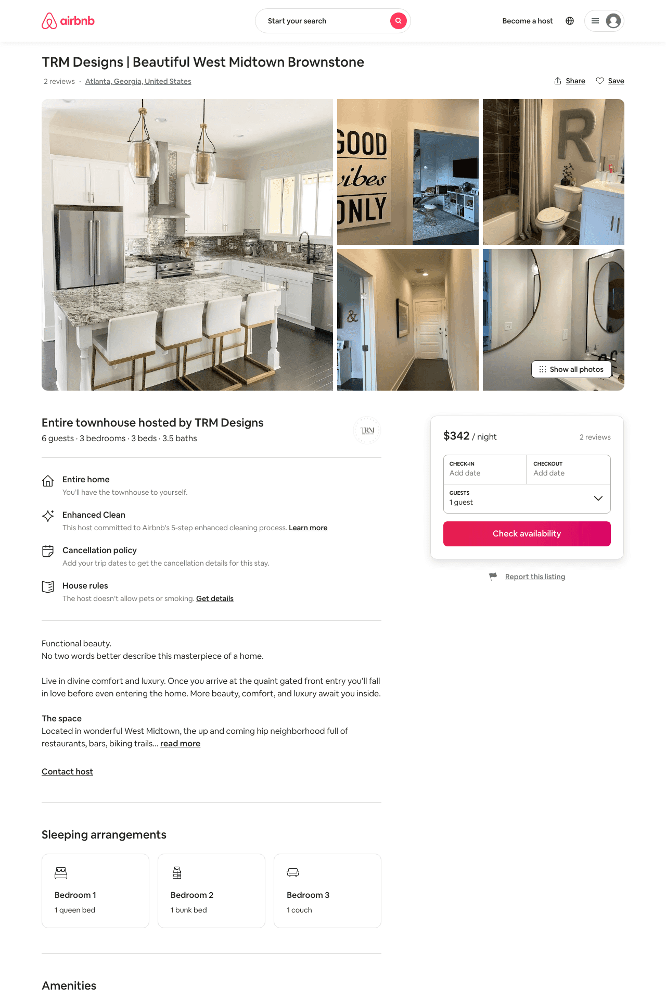 airbnb
Start your search
Become a host
TRM Designs | Beautiful West Midtown Brownstone
2 reviews · Atlanta, Georgia, United States
Share
Save
GOOD
vibes
ONLY
R
&
Show all photos
Entire townhouse hosted by TRM Designs
6 guests · 3 bedrooms · 3 beds · 3.5 baths
TRM
$342 / night
2 reviews
CHECK-IN
Add date
CHECKOUT
Add date
GUESTS
1 guest
Check availability
Report this listing
Entire home
You’ll have the townhouse to yourself.
Enhanced Clean
This host committed to Airbnb's 5-step enhanced cleaning process. Learn more
Cancellation policy
Add your trip dates to get the cancellation details for this stay.
House rules
The host doesn’t allow pets or smoking. Get details
Functional beauty.
No two words better describe this masterpiece of a home.
Live in divine comfort and luxury. Once you arrive at the quaint gated front entry you’ll fall
in love before even entering the home. More beauty, comfort, and luxury await you inside.
The space
Located in wonderful West Midtown, the up and coming hip neighborhood full of
restaurants, bars, biking trails... read more
Contact host
Sleeping arrangements
Bedroom 1
1 queen bed
Bedroom 2
1 bunk bed
Bedroom 3
1 couch
Amenities